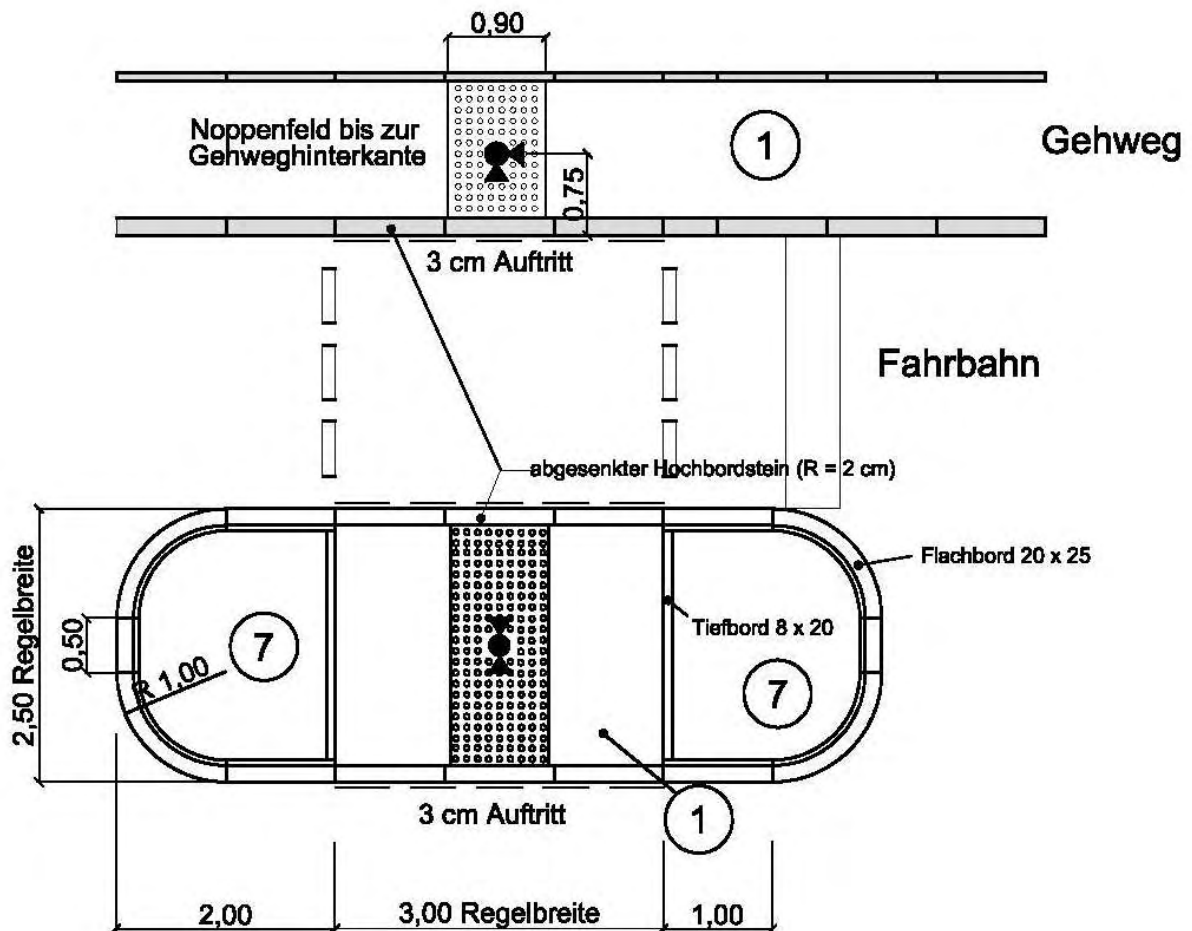 0,90
Noppenfeld bis zur
Gehweghinterkante
1
Gehweg
0,75
3 cm Auftritt
Fahrbahn
abgesenkter Hochbordstein (R = 2 cm)
Flachbord 20 x 25
Tiefbord 8 x 20
2,50 Regelbreite
0,50
7
R 1,00
7
3 cm Auftritt
1
2,00
3,00 Regelbreite
1,00